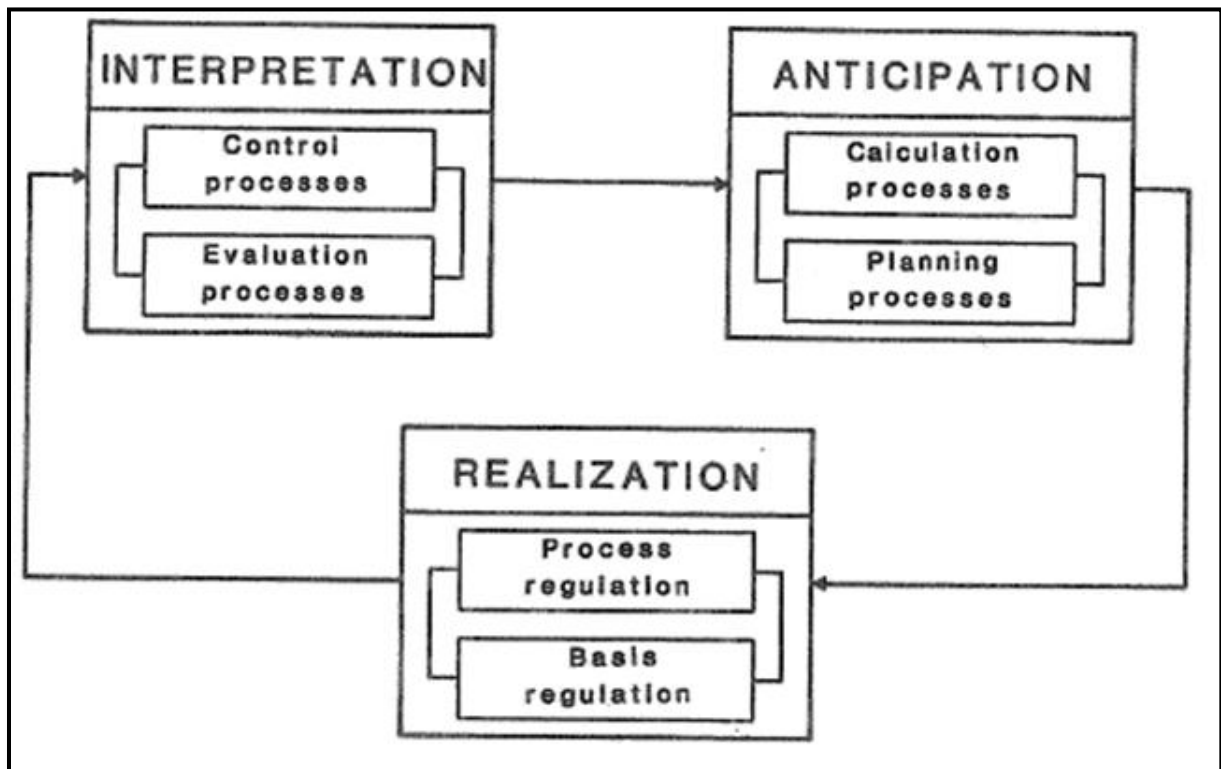 INTERPRETATION
Control
processes
Evaluation
processes
ANTICIPATION
Calculation
processes
Planning
processes
REALIZATION
Process
regulation
Basis
regulation